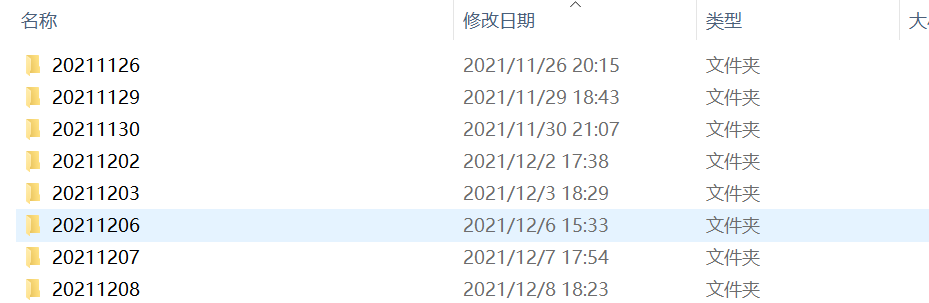 名称 修改日期 类型
20211126 2021/11/26 20:15 文件夹
20211129 2021/11/29 18:43 文件夹
20211130 2021/11/30 21:07 文件夹
20211202 2021/12/2 17:38 文件夹
20211203 2021/12/3 18:29 文件夹
20211206 2021/12/6 15:33 文件夹
20211207 2021/12/7 17:54 文件夹
20211208 2021/12/8 18:23 文件夹